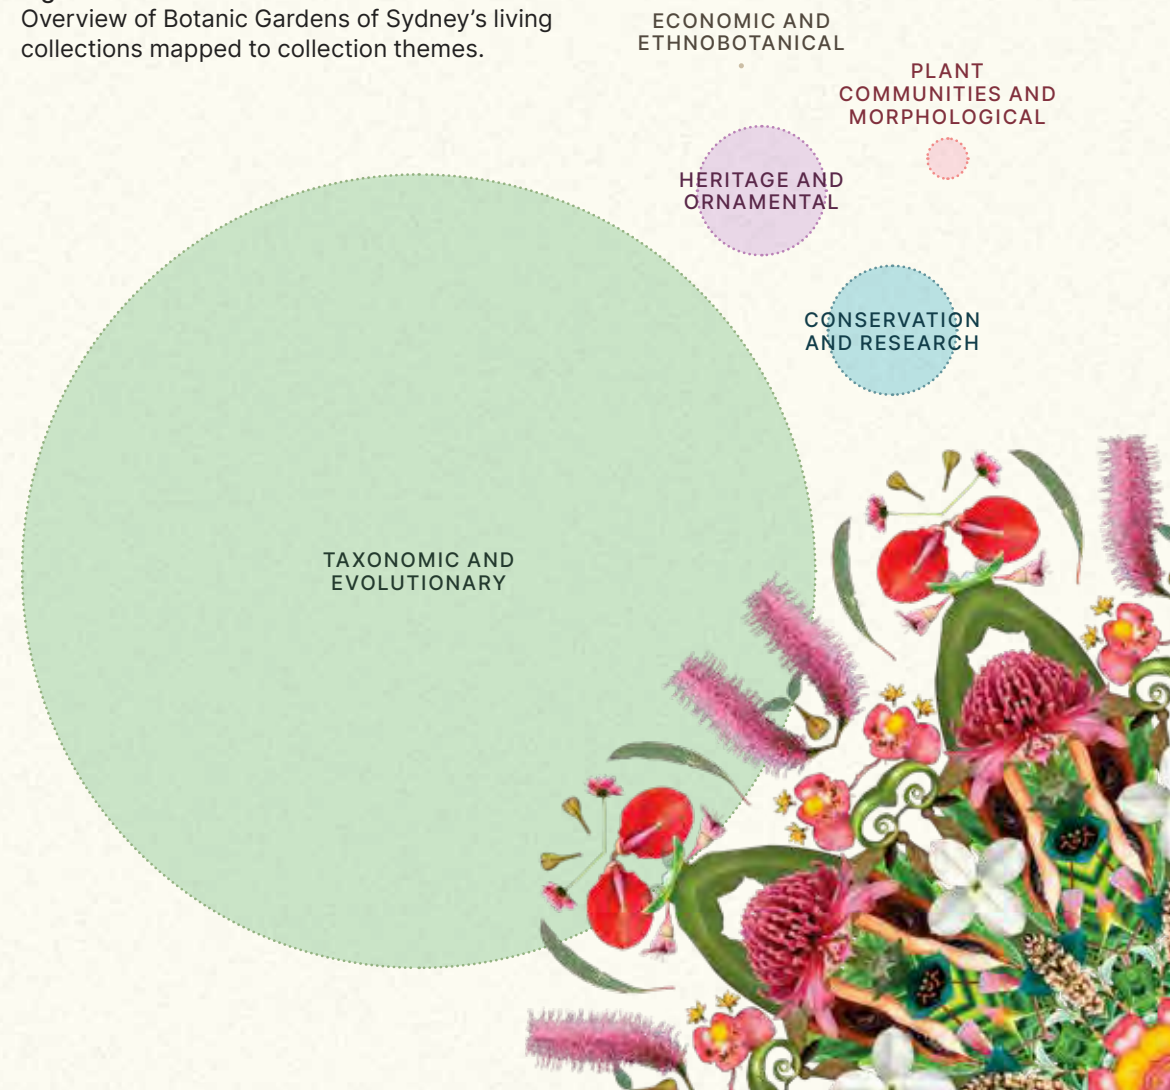 Overview of Botanic Gardens of Sydney’s living
collections mapped to collection themes.
ECONOMIC AND
ETHNOBOTANICAL
PLANT
COMMUNITIES AND
MORPHOLOGICAL
HERITAGE AND
ORNAMENTAL
CONSERVATION
AND RESEARCH
TAXONOMIC AND
EVOLUTIONARY